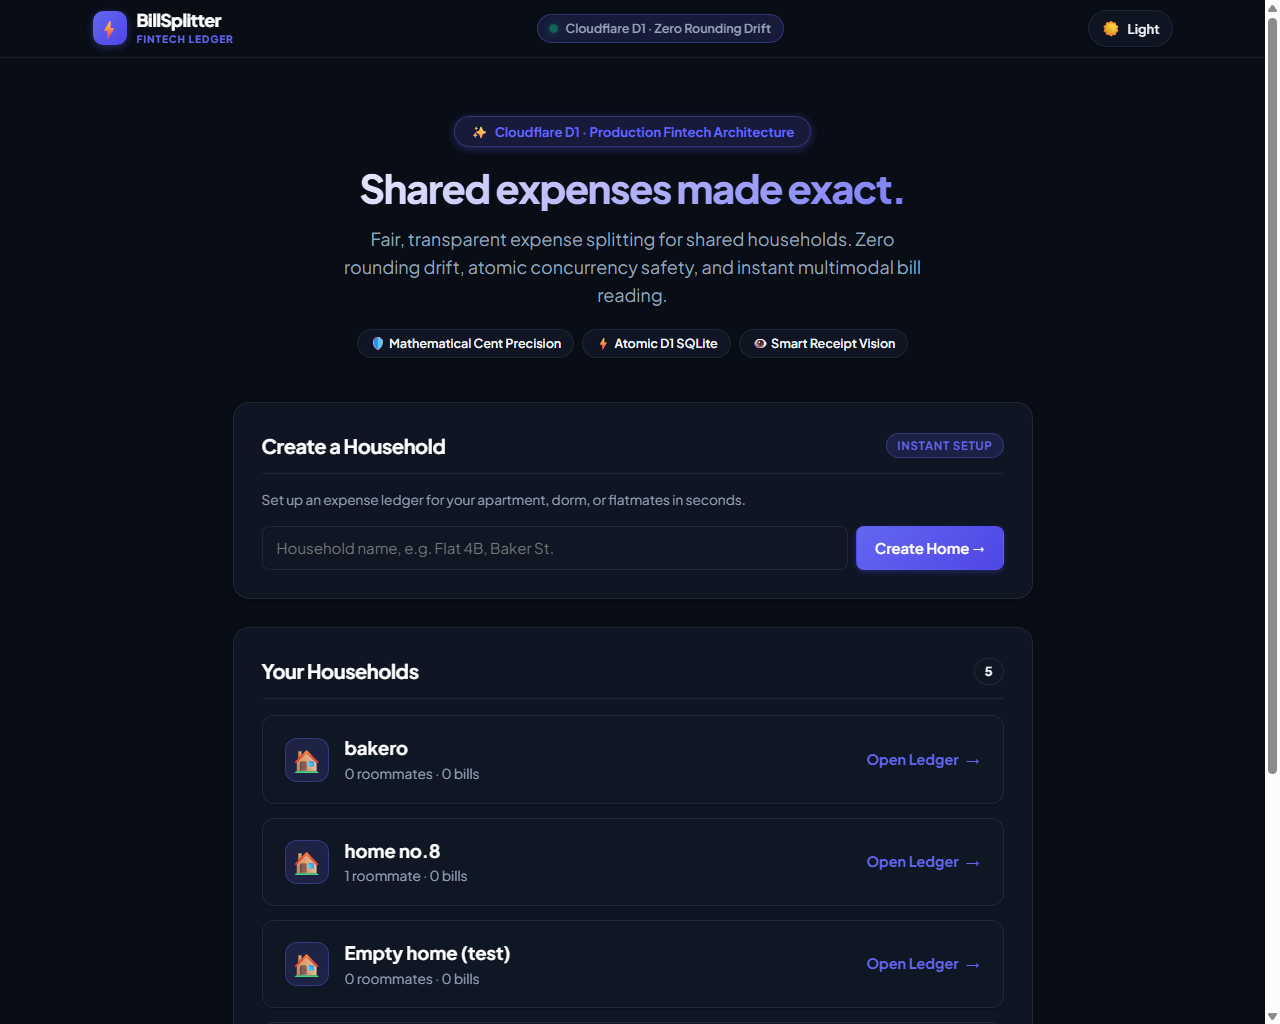 BillSplitter
FINTECH LEDGER
Cloudflare D1 · Zero Rounding Drift
Light
Cloudflare D1 · Production Fintech Architecture
Shared expenses made exact.
Fair, transparent expense splitting for shared households. Zero
rounding drift, atomic concurrency safety, and instant multimodal bill
reading.
Mathematical Cent Precision
Atomic D1 SQLite
Smart Receipt Vision
Create a Household
INSTANT SETUP
Set up an expense ledger for your apartment, dorm, or flatmates in seconds.
Household name, e.g. Flat 4B, Baker St.
Create Home →
Your Households
5
bakero
0 roommates · 0 bills
Open Ledger →
home no.8
1 roommate · 0 bills
Open Ledger →
Empty home (test)
0 roommates · 0 bills
Open Ledger →